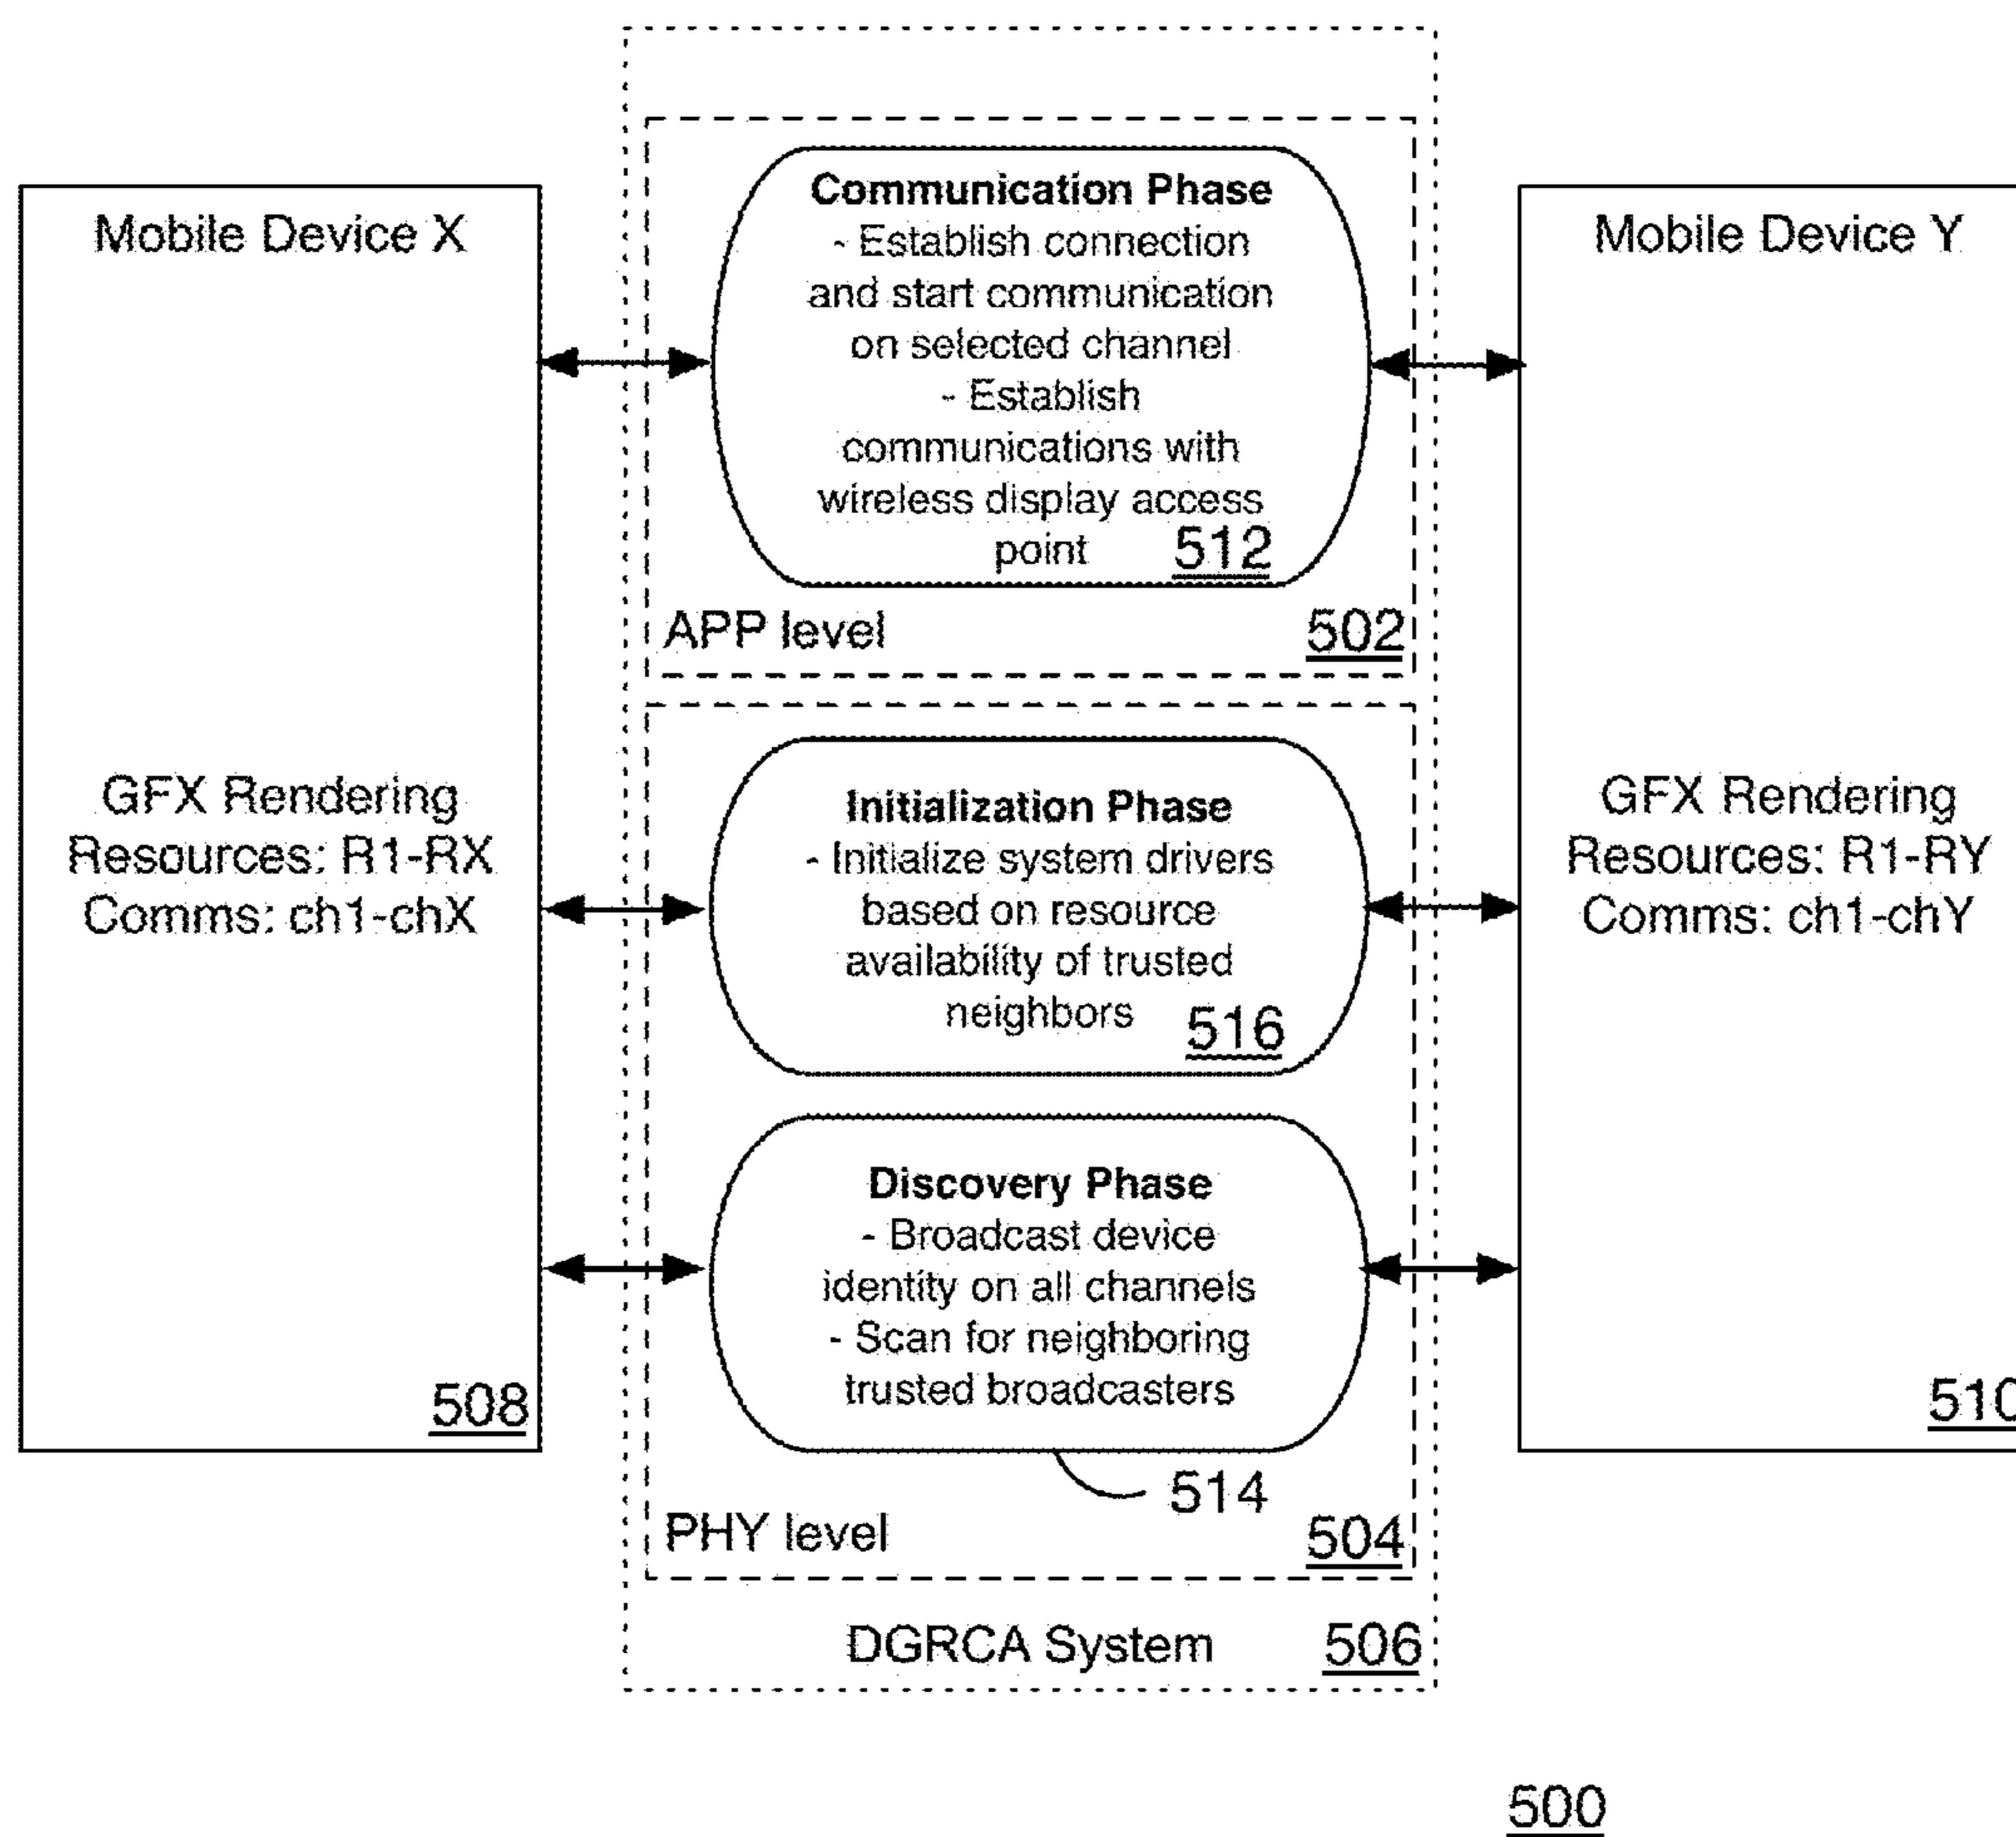 Mobile Device X
GFX Rendering
Resources: R1-RX
Comms: ch1-chX
508
Communication Phase
- Establish connection
and start communication
on selected channel
- Establish
communications with
wireless display access
point 512
APP level 502
Initialization Phase
- Initialize system drivers
based on resource
availability of trusted
neighbors 516
Discovery Phase
- Broadcast device
identity on all channels
- Scan for neighboring
trusted broadcasters
514
PHY level 504
DGRCA System 506
Mobile Device Y
GFX Rendering
Resources: R1-RY
Comms: ch1-chY
510
500